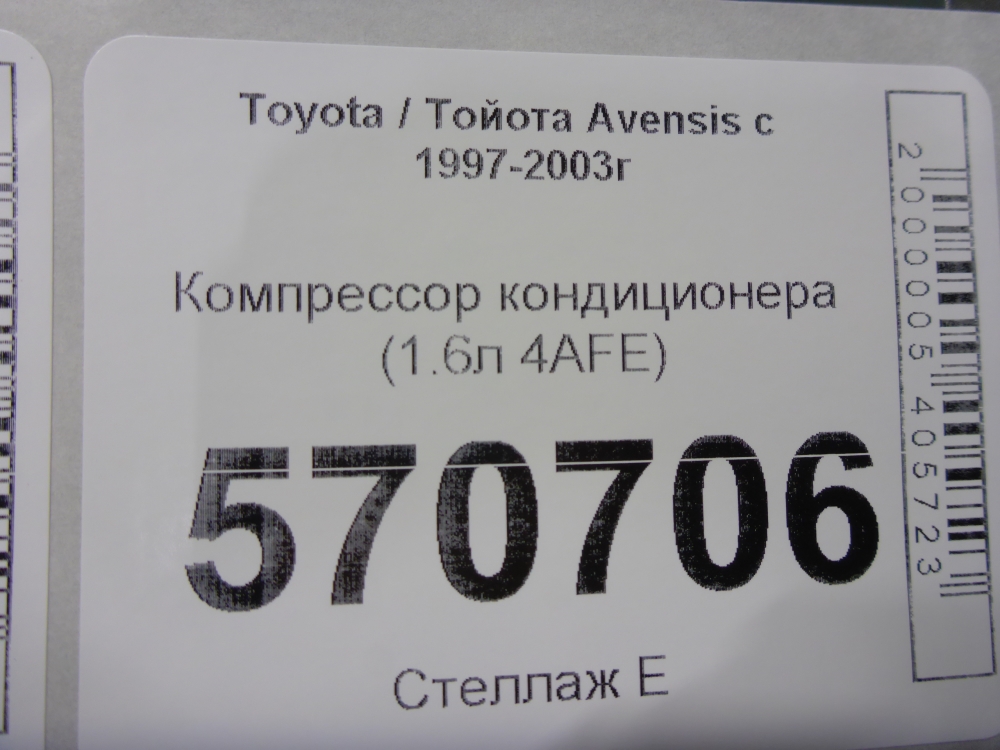 Toyota / Тойота Avensis с
1997-2003г
Компрессор кондиционера
(1.6л 4AFE)
570706
Стеллаж Е
2000005405723